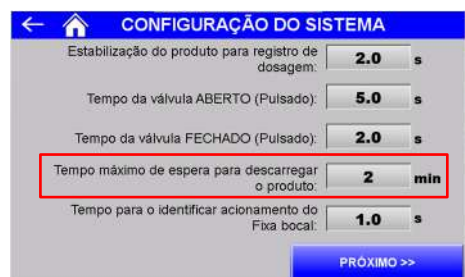 CONFIGURAÇÃO DO SISTEMA
Estabilização do produto para registro de
dosagem: 2.0 s
Tempo da válvula ABERTO (Pulsado): 5.0 s
Tempo da válvula FECHADO (Pulsado): 2.0 s
Tempo máximo de espera para descarregar
o produto: 2 min
Tempo para o identificar acionamento do
Fixa bocal: 1.0 s
PRÓXIMO >>